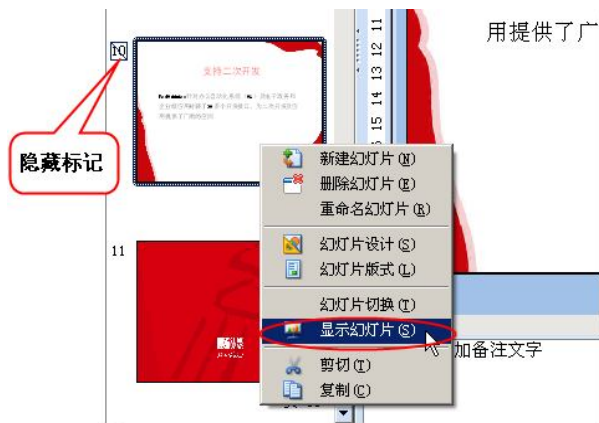 用提供了广
10
支持二次开发
隐藏标记
11
11 12 13 14 15
新建幻灯片(N)
删除幻灯片(E)
重命名幻灯片(R)
幻灯片设计(S)
幻灯片版式(L)
幻灯片切换(T)
显示幻灯片(S)
加备注文字
剪切(T)
复制(C)